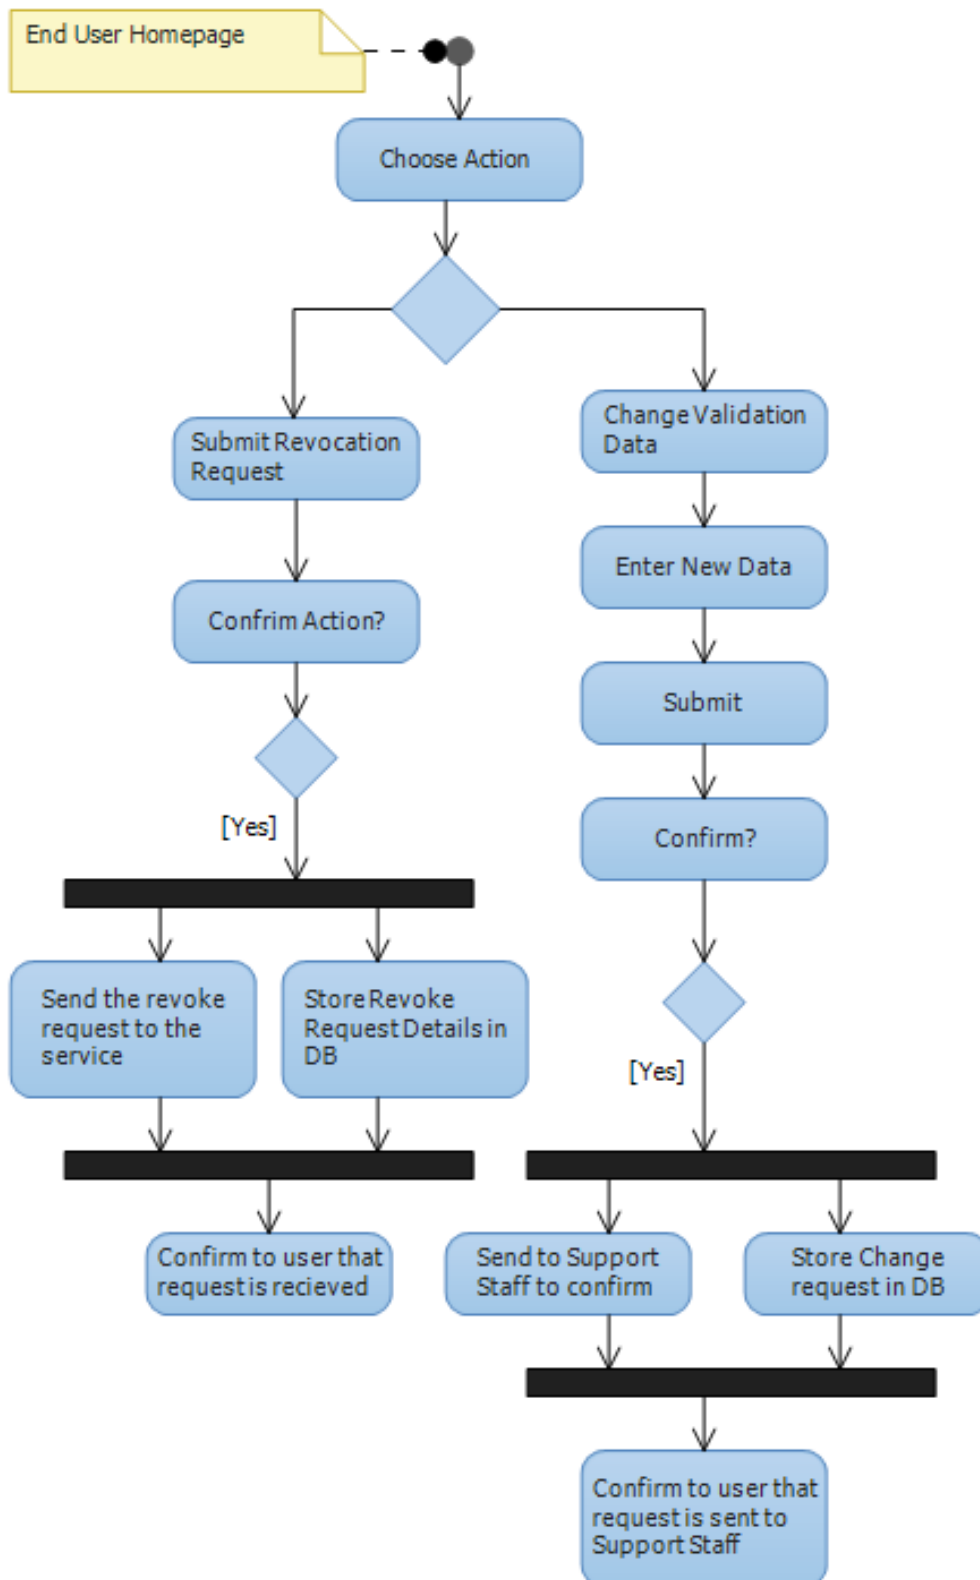 End User Homepage
Choose Action
Submit Revocation
Request
Confrim Action?
[Yes]
Send the revoke
request to the
service
Store Revoke
Request Details in
DB
Confirm to user that
request is recieved
Change Validation
Data
Enter New Data
Submit
Confirm?
[Yes]
Send to Support
Staff to confirm
Store Change
request in DB
Confirm to user that
request is sent to
Support Staff